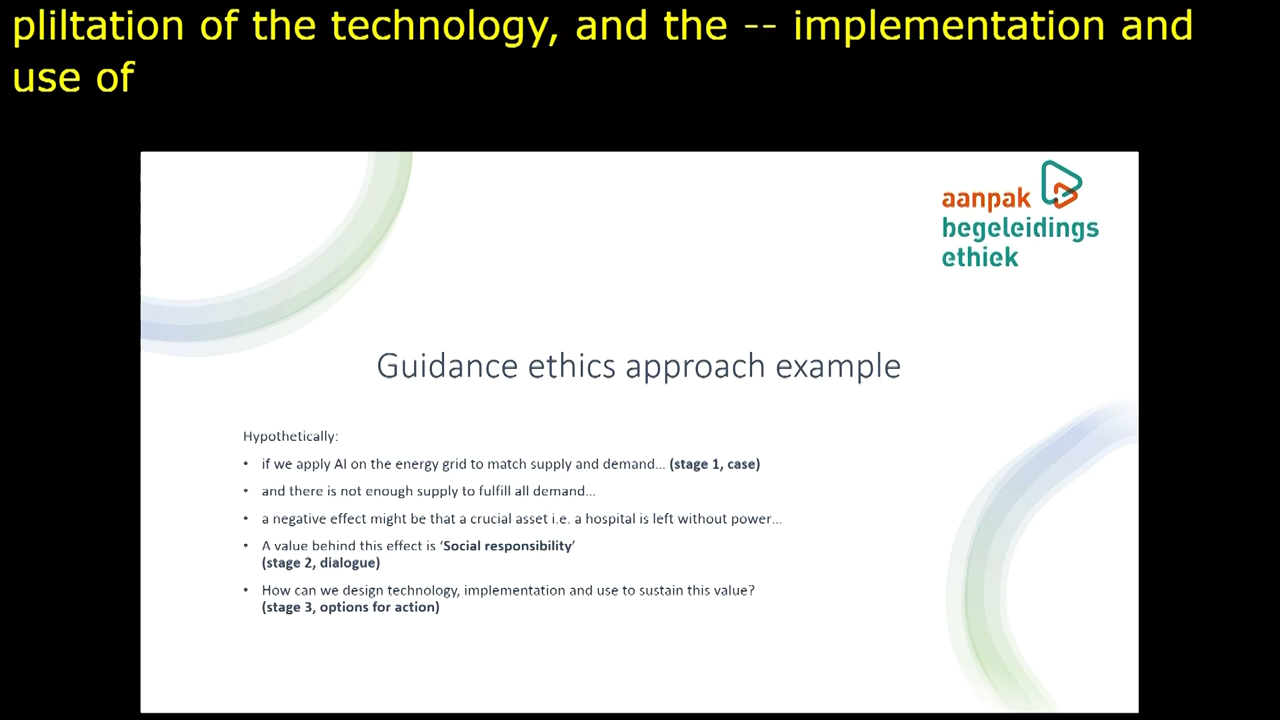 pliltation of the technology, and the -- implementation and
use of
aanpak
begeleidings
ethiek
Guidance ethics approach example
Hypothetically:
• if we apply AI on the energy grid to match supply and demand... (stage 1, case)
• and there is not enough supply to fulfill all demand...
• a negative effect might be that a crucial asset i.e. a hospital is left without power...
• A value behind this effect is ‘Social responsibility’
(stage 2, dialogue)
• How can we design technology, implementation and use to sustain this value?
(stage 3, options for action)